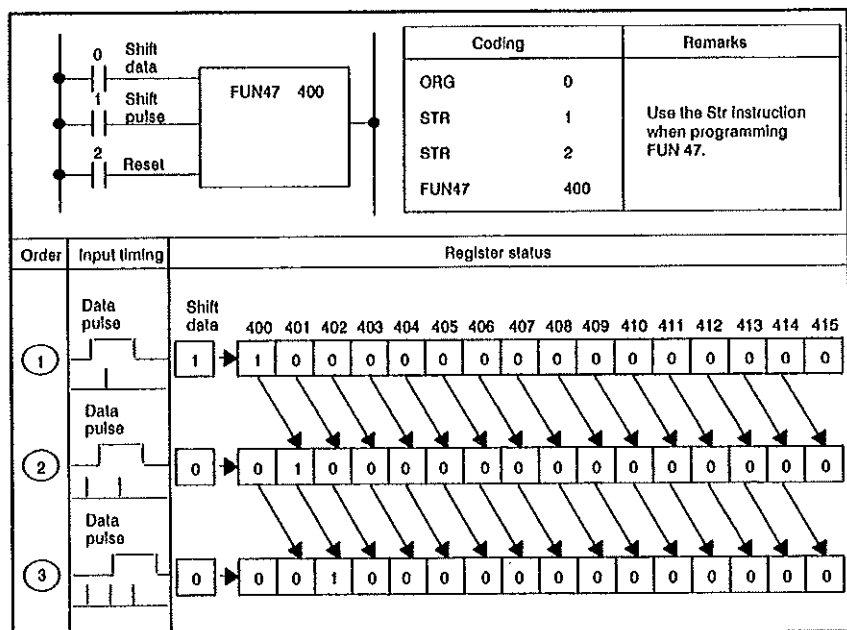 0 Shift data
1 Shift pulse
2 Reset
FUN47 400
Coding Remarks
ORG 0
STR 1
STR 2
FUN47 400
Use the Str instruction
when programming
FUN 47.
Order Input timing Register status
Data pulse
Shift data
400 401 402 403 404 405 406 407 408 409 410 411 412 413 414 415
1 1 1 0 0 0 0 0 0 0 0 0 0 0 0 0 0 0
Data pulse
2 0 0 1 0 0 0 0 0 0 0 0 0 0 0 0 0 0
Data pulse
3 0 0 0 1 0 0 0 0 0 0 0 0 0 0 0 0 0